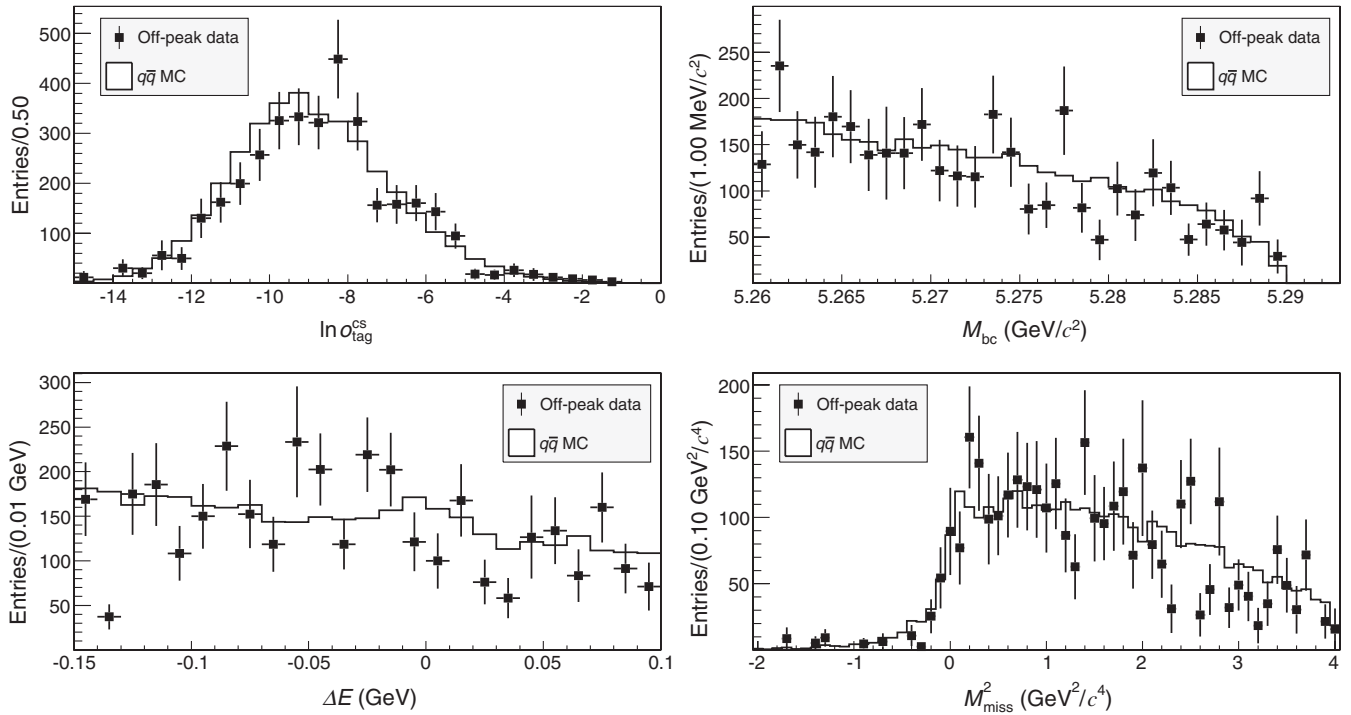 500
400
300
200
100
Entries/0.50
Off-peak data
qq̅ MC
-14 -12 -10 -8 -6 -4 -2 0
ln o^cs_tag
250
200
150
100
50
Entries/(1.00 MeV/c²)
Off-peak data
qq̅ MC
5.26 5.265 5.27 5.275 5.28 5.285 5.29
M_bc (GeV/c²)
300
250
200
150
100
50
Entries/(0.01 GeV)
Off-peak data
qq̅ MC
-0.15 -0.1 -0.05 0 0.05 0.1
ΔE (GeV)
200
150
100
50
Entries/(0.10 GeV²/c⁴)
Off-peak data
qq̅ MC
-2 -1 0 1 2 3 4
M²_miss (GeV²/c⁴)